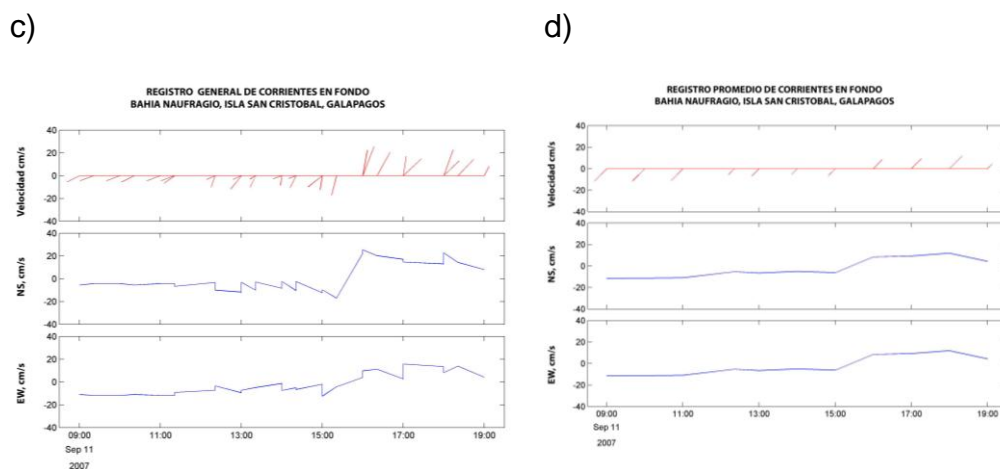 c)
REGISTRO GENERAL DE CORRIENTES EN FONDO
BAHIA NAUFRAGIO, ISLA SAN CRISTOBAL, GALAPAGOS
Velocidad cm/s
40
20
0
-20
-40
NS, cm/s
40
20
0
-20
-40
EW, cm/s
40
20
0
-20
-40
09:00 11:00 13:00 15:00 17:00 19:00
Sep 11
2007
d)
REGISTRO PROMEDIO DE CORRIENTES EN FONDO
BAHIA NAUFRAGIO, ISLA SAN CRISTOBAL, GALAPAGOS
Velocidad cm/s
40
20
0
-20
-40
NS, cm/s
40
20
0
-20
-40
EW, cm/s
40
20
0
-20
-40
09:00 11:00 13:00 15:00 17:00 19:00
Sep 11
2007